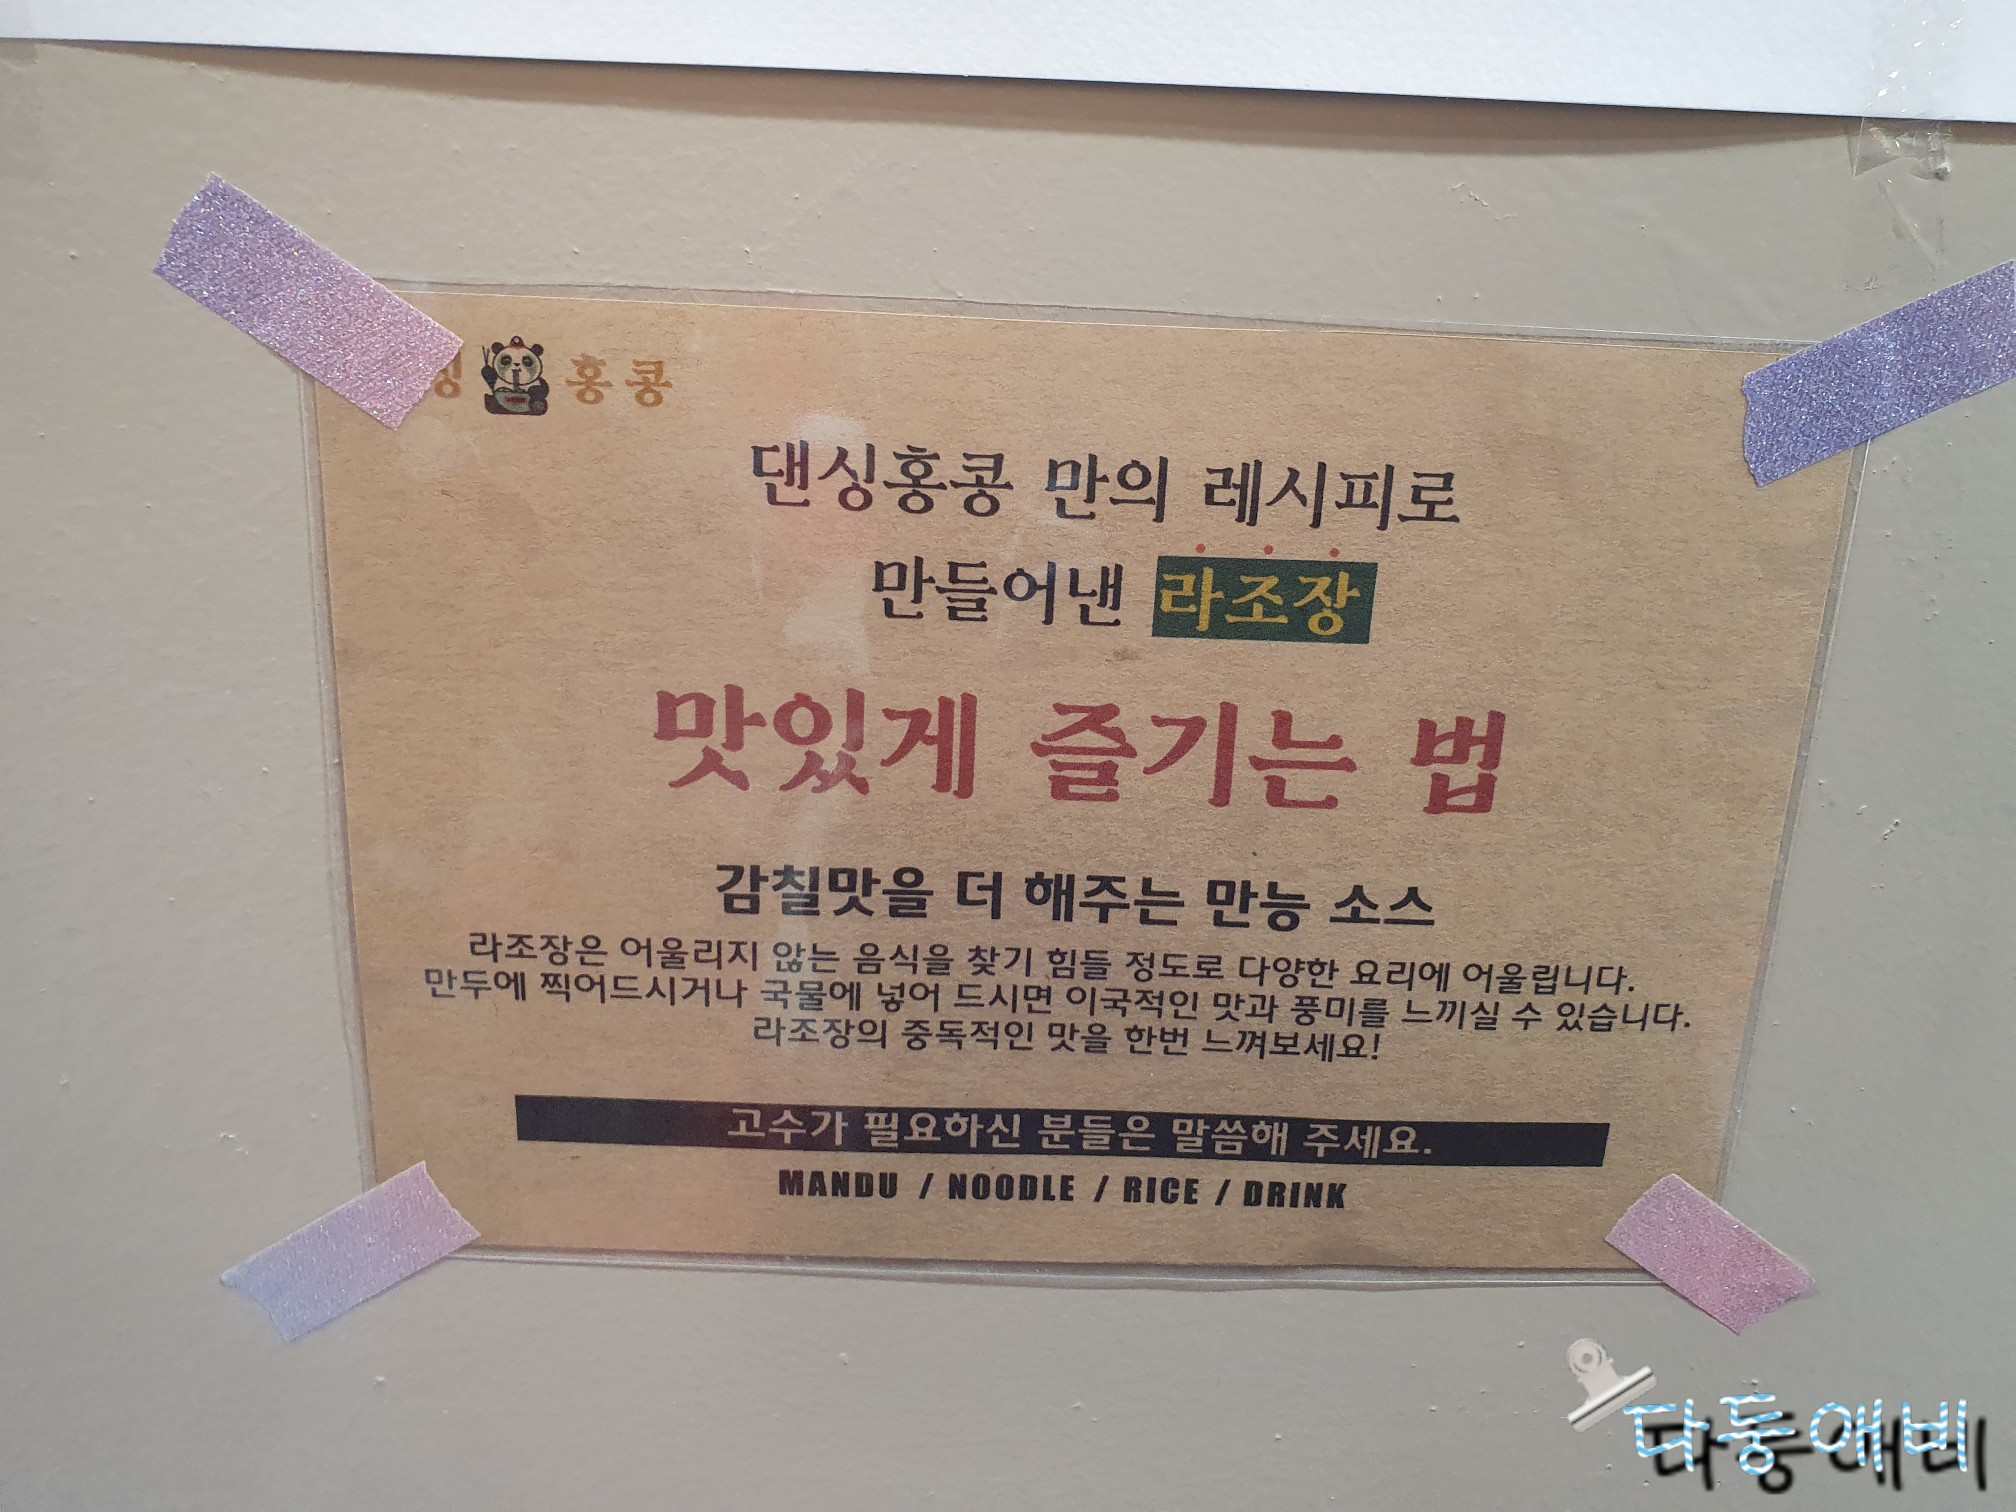 홍콩
댄싱홍콩 만의 레시피로
만들어낸 라조장
맛있게 즐기는 법
감칠맛을 더 해주는 만능 소스
라조장은 어울리지 않는 음식을 찾기 힘들 정도로 다양한 요리에 어울립니다.
만두에 찍어드시거나 국물에 넣어 드시면 이국적인 맛과 풍미를 느끼실 수 있습니다.
라조장의 중독적인 맛을 한번 느껴보세요!
고수가 필요하신 분들은 말씀해 주세요.
MANDU / NOODLE / RICE / DRINK
다둥애비